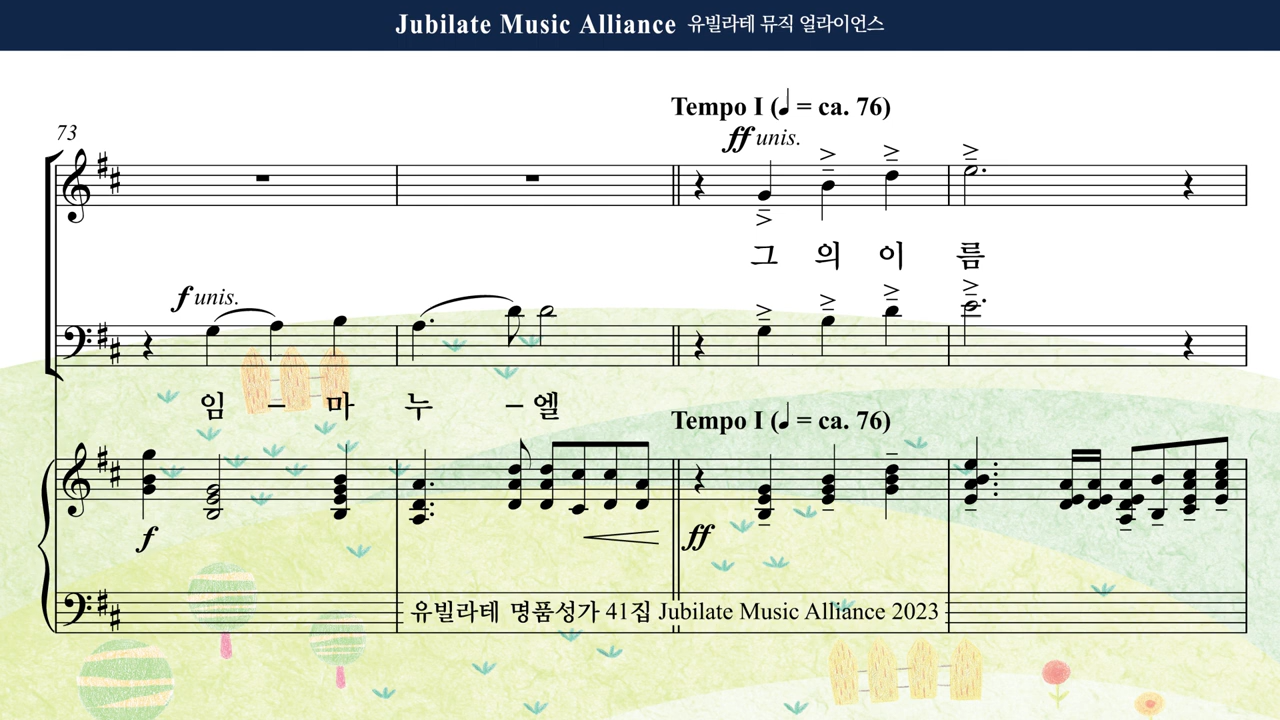 Jubilate Music Alliance 유빌라테 뮤직 얼라이언스
Tempo I (♩ = ca. 76)
73
ff unis.
그 의 이 름
f unis.
임 – 마 누 – 엘
Tempo I (♩ = ca. 76)
f
ff
유빌라테 명품성가 41집 Jubilate Music Alliance 2023